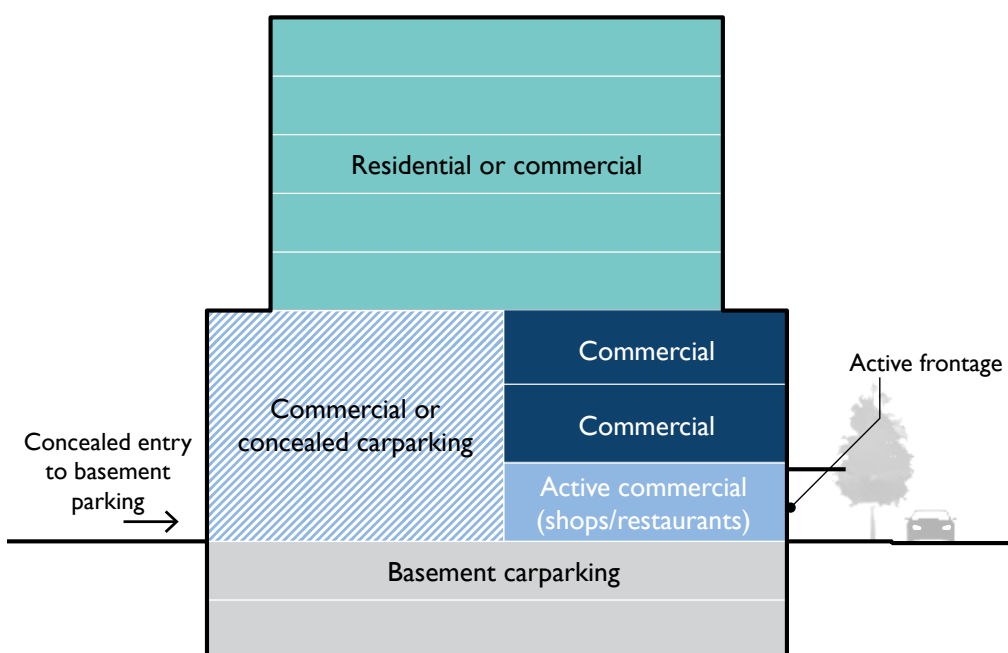 Residential or commercial
Commercial
Active frontage
Commercial or
concealed carparking
Commercial
Concealed entry
to basement
parking
Active commercial
(shops/restaurants)
Basement carparking